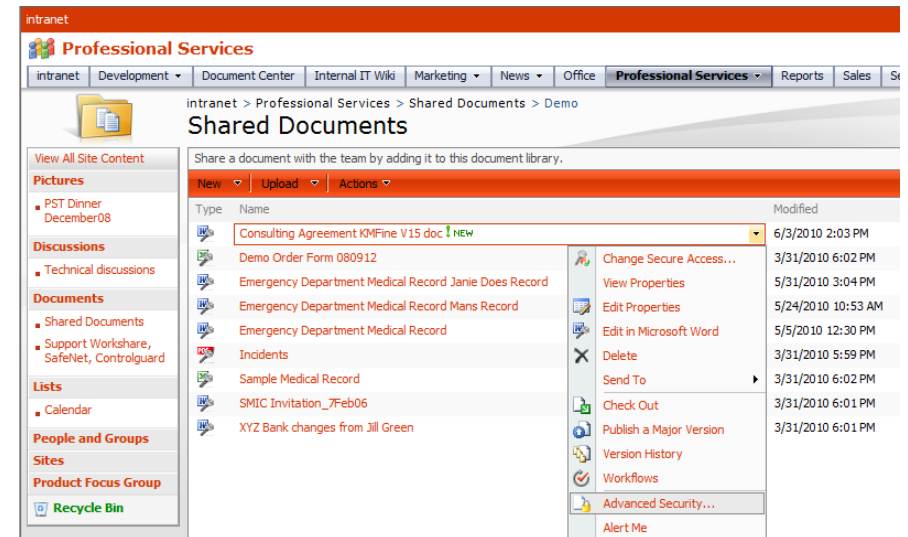 intranet
Professional Services
intranet Development Document Center Internal IT Wiki Marketing News Office Professional Services Reports Sales
intranet > Professional Services > Shared Documents > Demo
Shared Documents
View All Site Content
Pictures
PST Dinner
December08
Discussions
Technical discussions
Documents
Shared Documents
Support Workshare,
SafeNet, Controlguard
Lists
Calendar
People and Groups
Sites
Product Focus Group
Recycle Bin
Share a document with the team by adding it to this document library.
New Upload Actions
Type Name Modified
Consulting Agreement KMFine V15 doc ! NEW 6/3/2010 2:03 PM
Demo Order Form 080912 3/31/2010 6:02 PM
Emergency Department Medical Record Janie Does Record 5/31/2010 3:04 PM
Emergency Department Medical Record Mans Record 5/24/2010 10:53 AM
Emergency Department Medical Record 5/5/2010 12:30 PM
Incidents 3/31/2010 5:59 PM
Sample Medical Record 3/31/2010 6:02 PM
SMIC Invitation_7Feb06 3/31/2010 6:01 PM
XYZ Bank changes from Jill Green 3/31/2010 6:01 PM
Change Secure Access...
View Properties
Edit Properties
Edit in Microsoft Word
Delete
Send To
Check Out
Publish a Major Version
Version History
Workflows
Advanced Security...
Alert Me